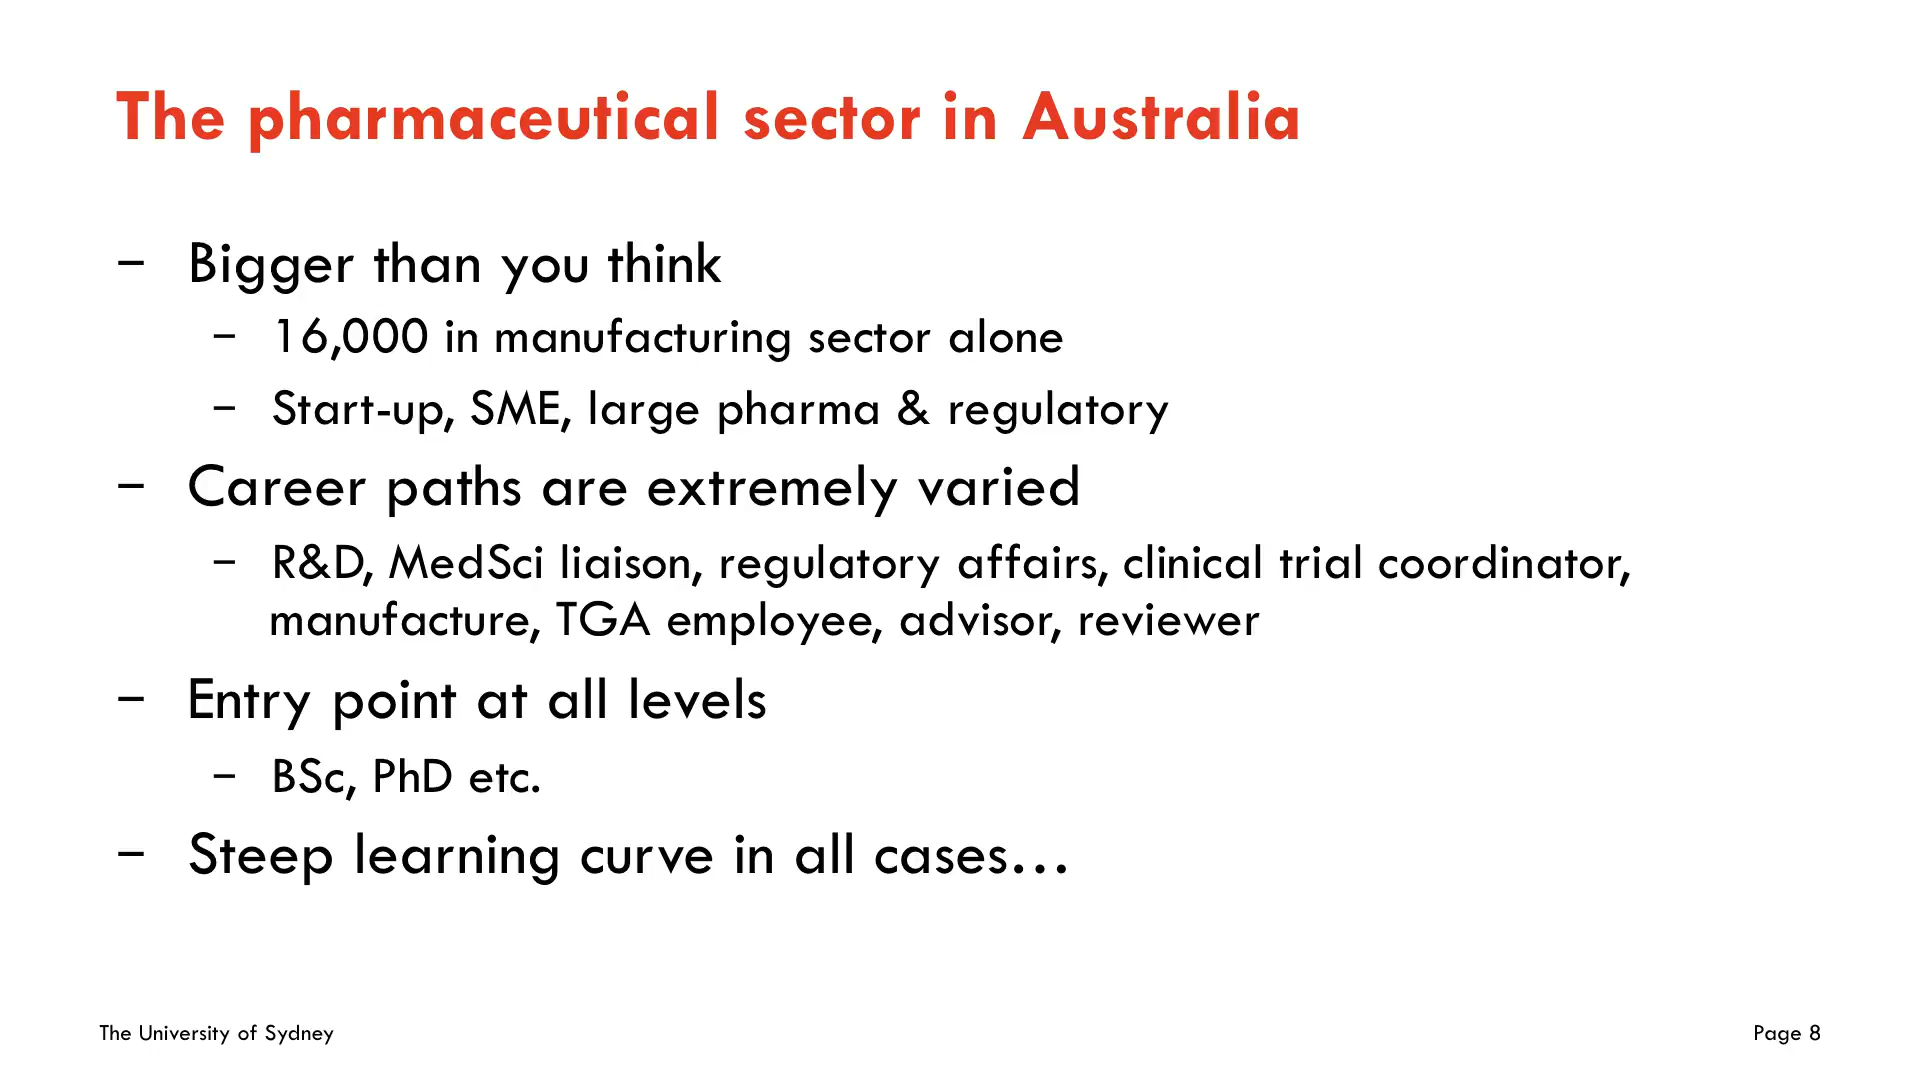 The pharmaceutical sector in Australia
– Bigger than you think
– 16,000 in manufacturing sector alone
– Start-up, SME, large pharma & regulatory
– Career paths are extremely varied
– R&D, MedSci liaison, regulatory affairs, clinical trial coordinator,
manufacture, TGA employee, advisor, reviewer
– Entry point at all levels
– BSc, PhD etc.
– Steep learning curve in all cases…
The University of Sydney
Page 8